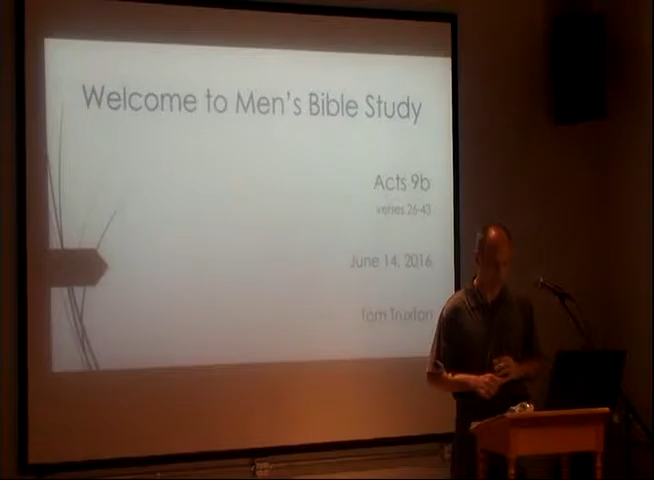 Welcome to Men's Bible Study
Acts 9b
verses 26-43
June 14, 2016
Tom Truxton